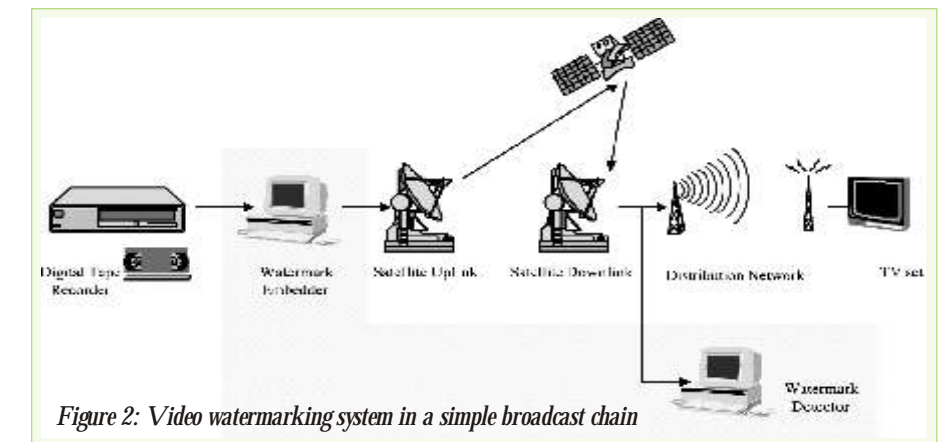 Digital Tape
Recorder
Watermark
Embedder
Satellite Uplink
Satellite Downlink
Distribution Network
TV set
Watermark
Detector
Figure 2: Video watermarking system in a simple broadcast chain